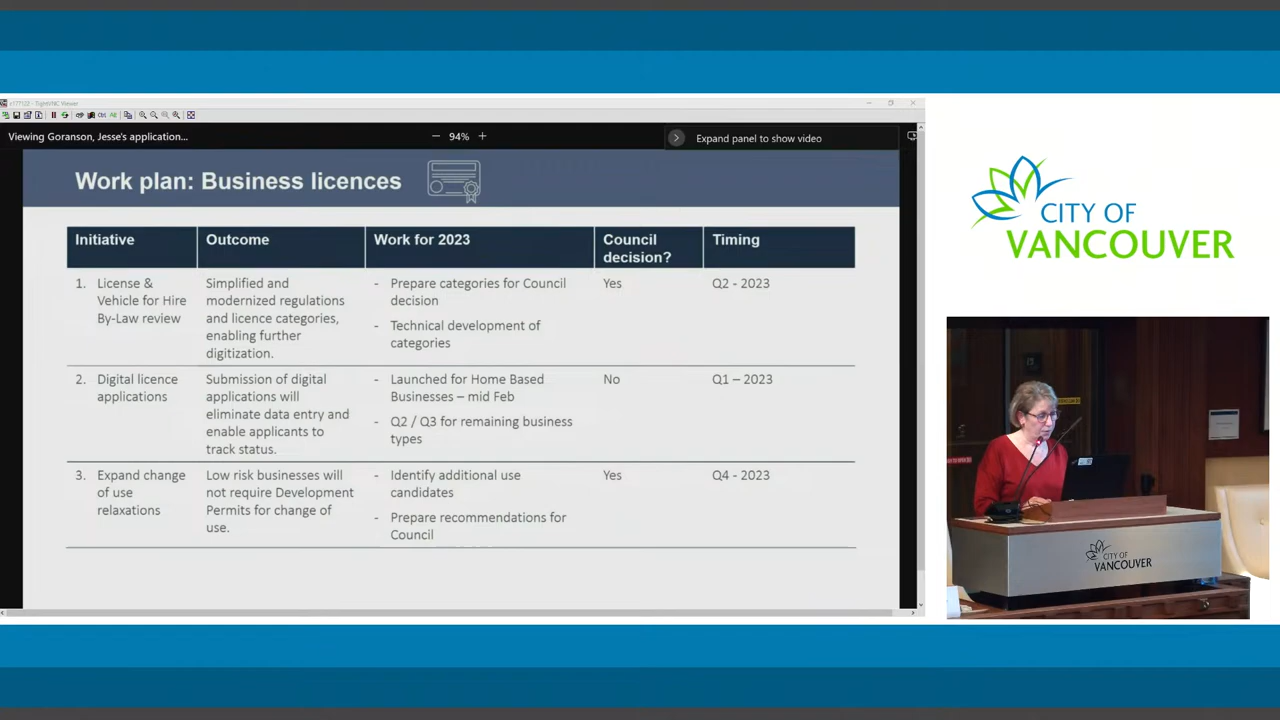 Viewing Goranson, Jesse's application...
94%
Expand panel to show video
Work plan: Business licences
Initiative
Outcome
Work for 2023
Council
decision?
Timing
1. License &
Vehicle for Hire
By-Law review
Simplified and
modernized regulations
and licence categories,
enabling further
digitization.
- Prepare categories for Council
decision
- Technical development of
categories
Yes
Q2 - 2023
2. Digital licence
applications
Submission of digital
applications will
eliminate data entry and
enable applicants to
track status.
- Launched for Home Based
Businesses – mid Feb
- Q2 / Q3 for remaining business
types
No
Q1 – 2023
3. Expand change
of use
relaxations
Low risk businesses will
not require Development
Permits for change of
use.
- Identify additional use
candidates
- Prepare recommendations for
Council
Yes
Q4 - 2023
CITY OF
VANCOUVER
CITY OF
VANCOUVER